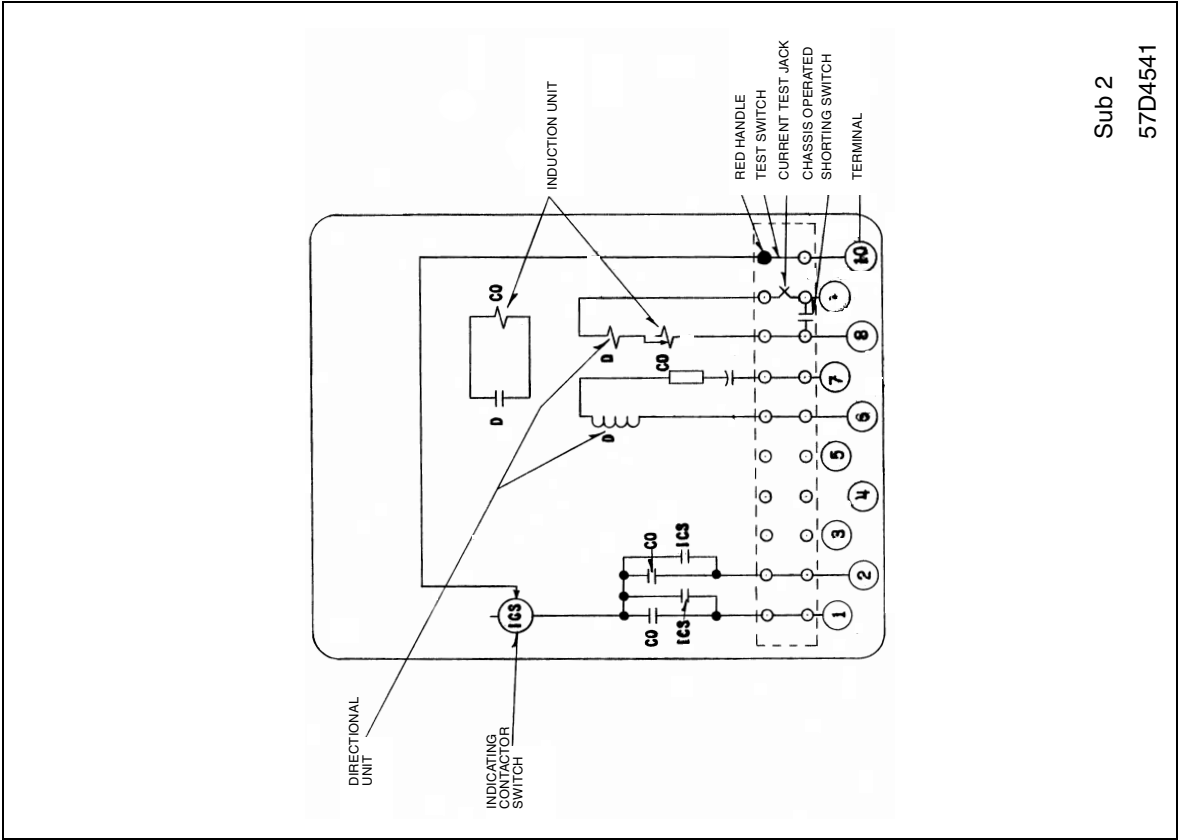 Sub 2
57D4541
INDUCTION UNIT
RED HANDLE
TEST SWITCH
CURRENT TEST JACK
CHASSIS OPERATED
SHORTING SWITCH
TERMINAL
DIRECTIONAL
UNIT
INDICATING
CONTACTOR
SWITCH
CO
D
D
CO
D
ICS
CO
ICS
CO
ICS
10
8
7
6
5
4
3
2
1